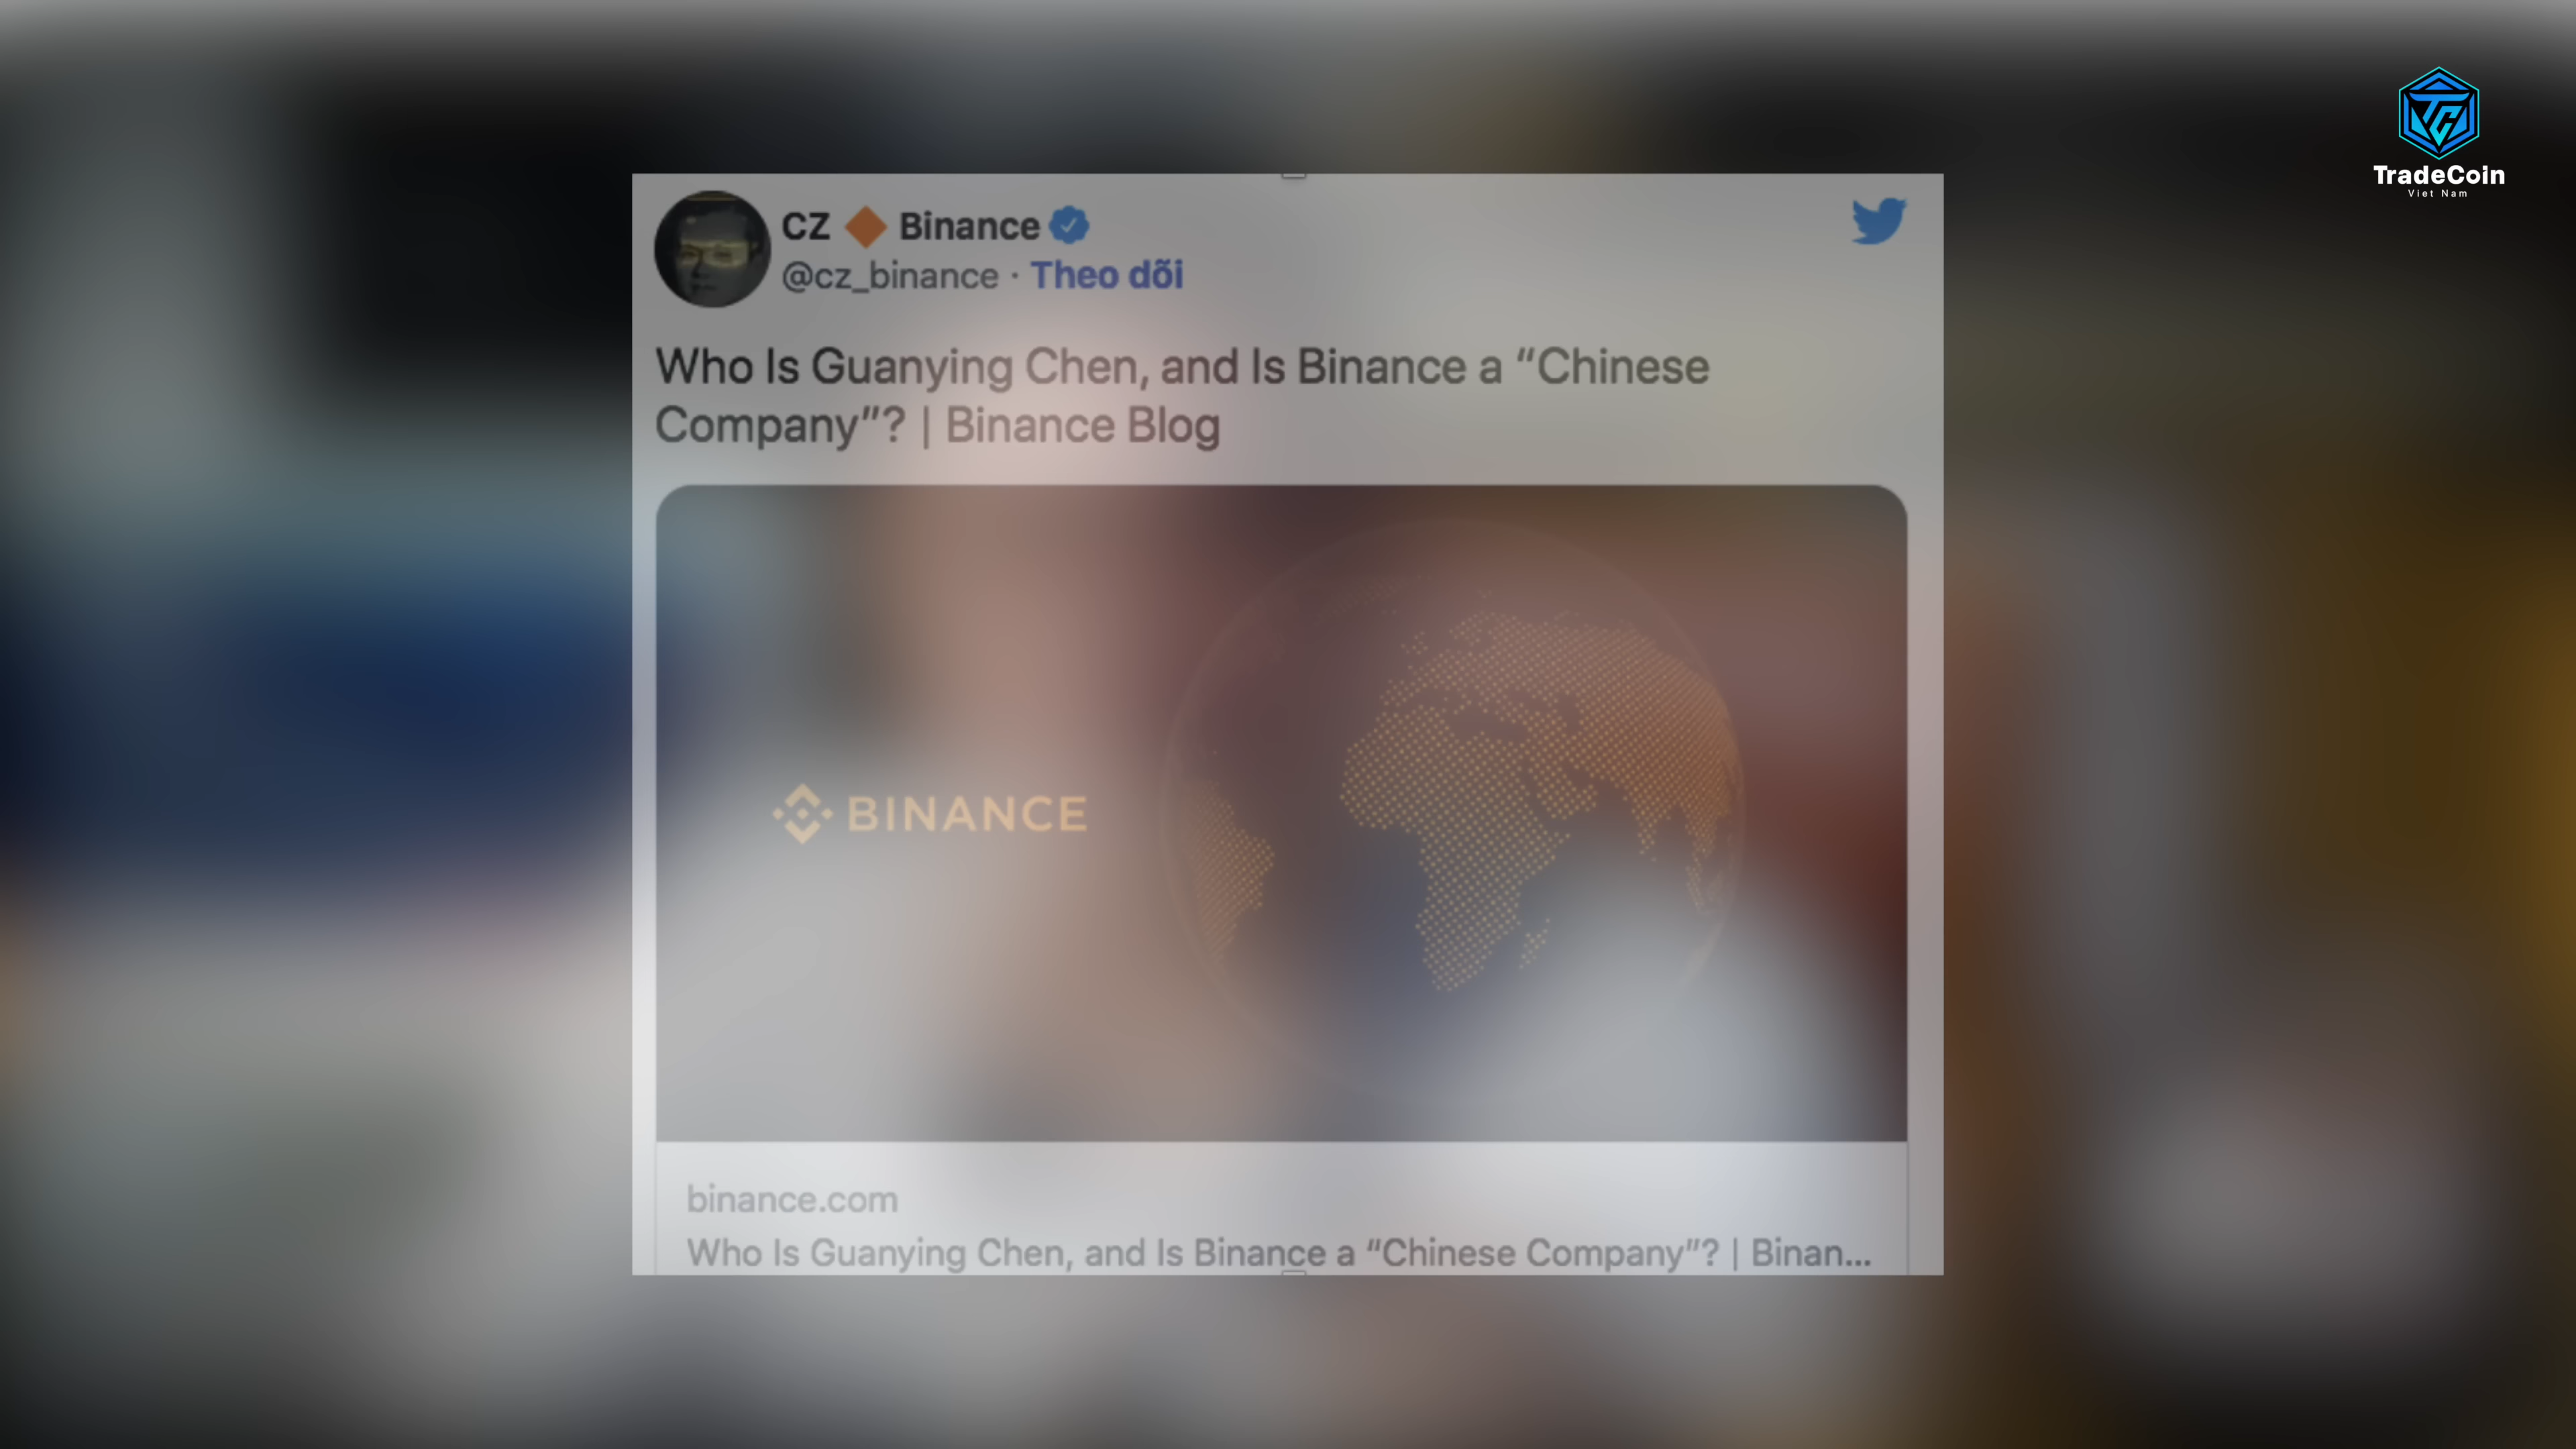 TradeCoin
Viet Nam
CZ 🔶 Binance
@cz_binance · Theo dõi
Who Is Guanying Chen, and Is Binance a “Chinese
Company”? | Binance Blog
BINANCE
binance.com
Who Is Guanying Chen, and Is Binance a “Chinese Company”? | Binan...